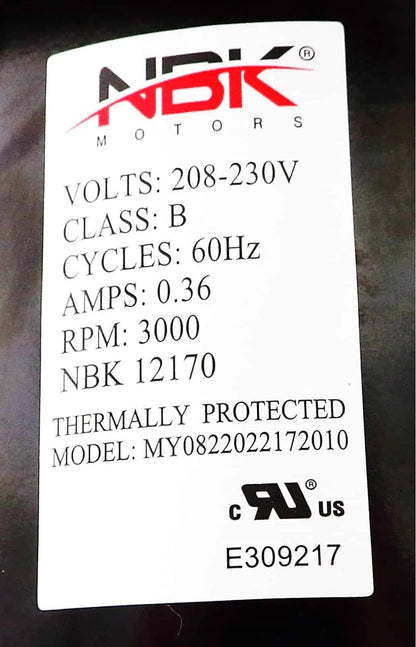 NBK®
MOTORS
VOLTS: 208-230V
CLASS: B
CYCLES: 60Hz
AMPS: 0.36
RPM: 3000
NBK 12170
THERMALLY PROTECTED
MODEL: MY0822022172010
c RU® US
E309217